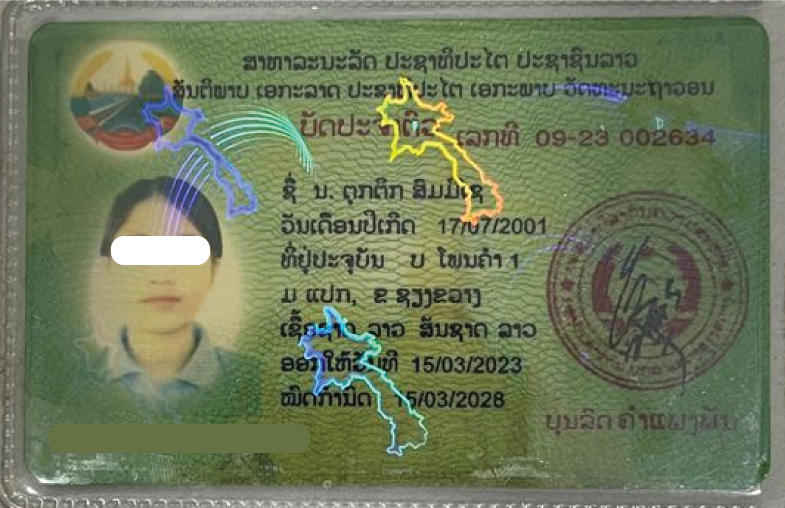 ສາທາລະນະລັດ ປະຊາທິປະໄຕ ປະຊາຊົນລາວ
ສັນຕິພາບ ເອກະລາດ ປະຊາທິປະໄຕ ເອກະພາບ ວັດທະນະຖາວອນ
ບັດປະຈຳຕົວ ເລກທີ 09-23 002634
ຊື່ ນ. ຕຸກຕິກ ສິມມີໄຊ
ວັນເດືອນປີເກີດ 17/07/2001
ທີ່ຢູ່ປະຈຸບັນ ບ ໂພນຄຳ 1
ມ ແປກ, ຂ ຊຽງຂວາງ
ເຊື້ອຊາດ ລາວ ສັນຊາດ ລາວ
ອອກໃຫ້ວັນທີ 15/03/2023
ໝົດກຳນົດ 15/03/2028
ບຸນລິດ ຄຳແພງພັນ